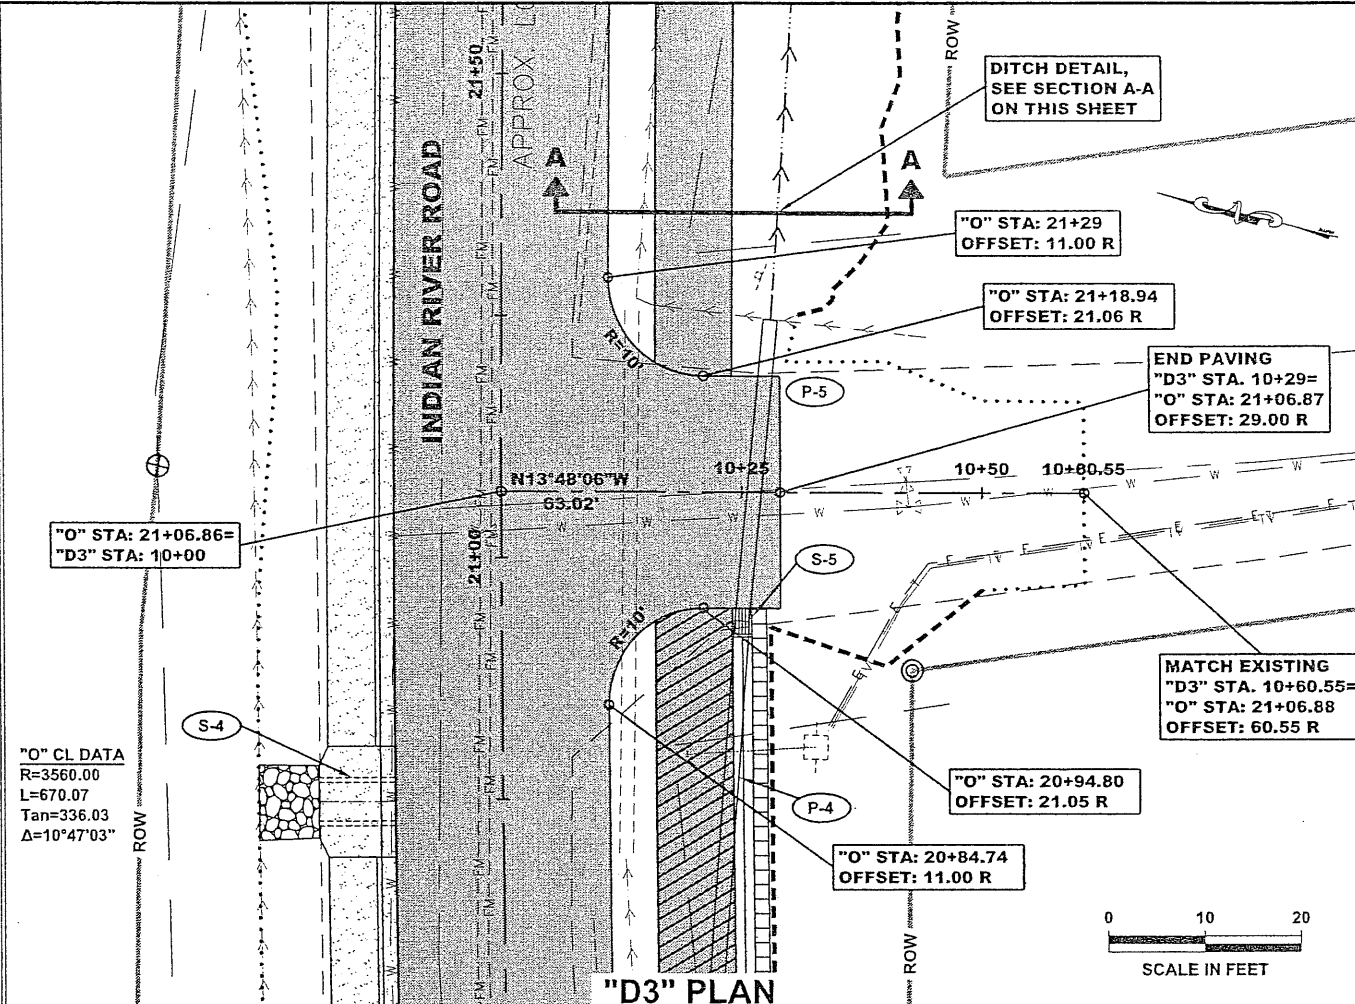 21+50
APPROX. LO
ROW
DITCH DETAIL,
SEE SECTION A-A
ON THIS SHEET
INDIAN RIVER ROAD
A
A
"O" STA: 21+29
OFFSET: 11.00 R
"O" STA: 21+18.94
OFFSET: 21.06 R
R=10'
P-5
END PAVING
"D3" STA. 10+29=
"O" STA: 21+06.87
OFFSET: 29.00 R
10+25
10+50
10+60.55
N13°48'06"W
63.02'
"O" STA: 21+06.86=
"D3" STA: 10+00
21+00
S-5
R=10'
MATCH EXISTING
"D3" STA. 10+60.55=
"O" STA: 21+06.88
OFFSET: 60.55 R
S-4
"O" CL DATA
R=3560.00
L=670.07
Tan=336.03
Δ=10°47'03"
ROW
"O" STA: 20+94.80
OFFSET: 21.05 R
P-4
"O" STA: 20+84.74
OFFSET: 11.00 R
ROW
0 10 20
SCALE IN FEET
"D3" PLAN